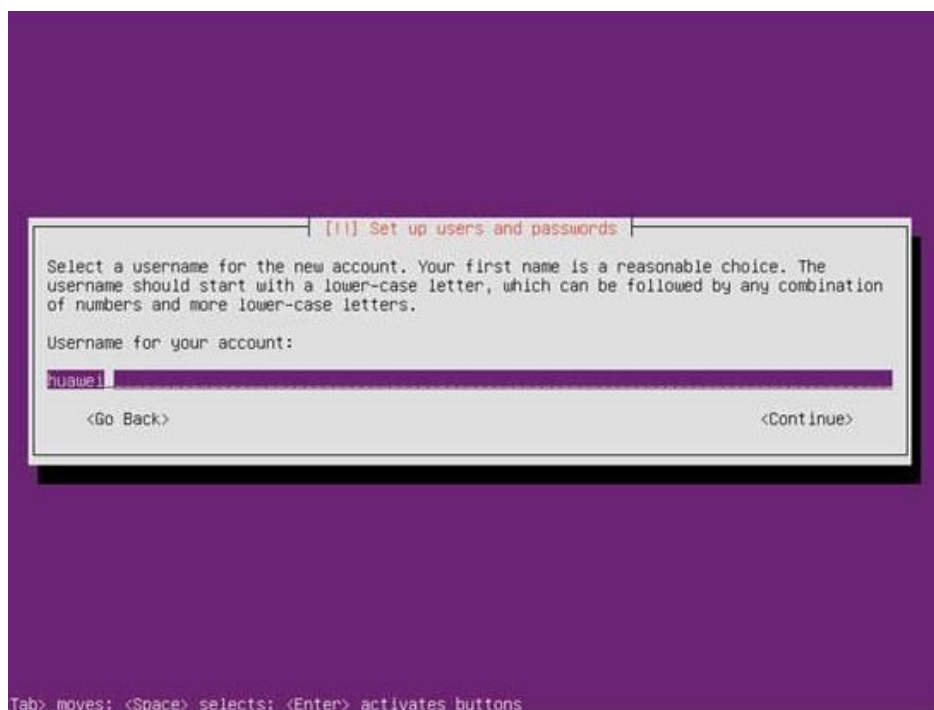 [!!] Set up users and passwords
Select a username for the new account. Your first name is a reasonable choice. The
username should start with a lower-case letter, which can be followed by any combination
of numbers and more lower-case letters.
Username for your account:
huawei
<Go Back> <Continue>
Tab> moves; <Space> selects; <Enter> activates buttons